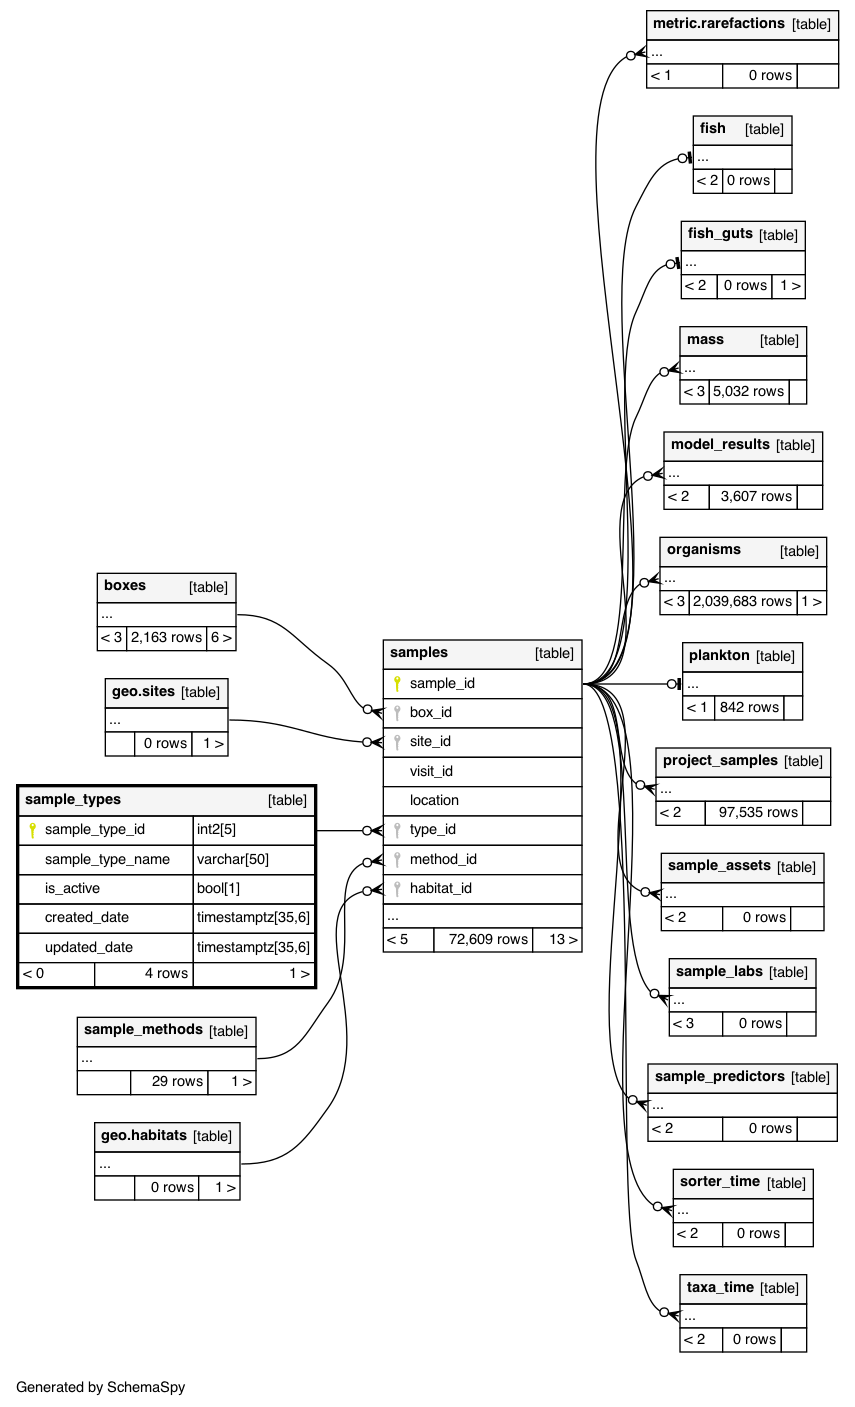 metric.rarefactions [table]
...
< 1 0 rows
fish [table]
...
< 2 0 rows
fish_guts [table]
...
< 2 0 rows 1 >
mass [table]
...
< 3 5,032 rows
model_results [table]
...
< 2 3,607 rows
organisms [table]
...
< 3 2,039,683 rows 1 >
plankton [table]
...
< 1 842 rows
project_samples [table]
...
< 2 97,535 rows
sample_assets [table]
...
< 2 0 rows
sample_labs [table]
...
< 3 0 rows
sample_predictors [table]
...
< 2 0 rows
sorter_time [table]
...
< 2 0 rows
taxa_time [table]
...
< 2 0 rows
boxes [table]
...
< 3 2,163 rows 6 >
geo.sites [table]
...
0 rows 1 >
sample_types [table]
sample_type_id int2[5]
sample_type_name varchar[50]
is_active bool[1]
created_date timestamptz[35,6]
updated_date timestamptz[35,6]
< 0 4 rows 1 >
sample_methods [table]
...
29 rows 1 >
geo.habitats [table]
...
0 rows 1 >
samples [table]
sample_id
box_id
site_id
visit_id
location
type_id
method_id
habitat_id
...
< 5 72,609 rows 13 >
Generated by SchemaSpy